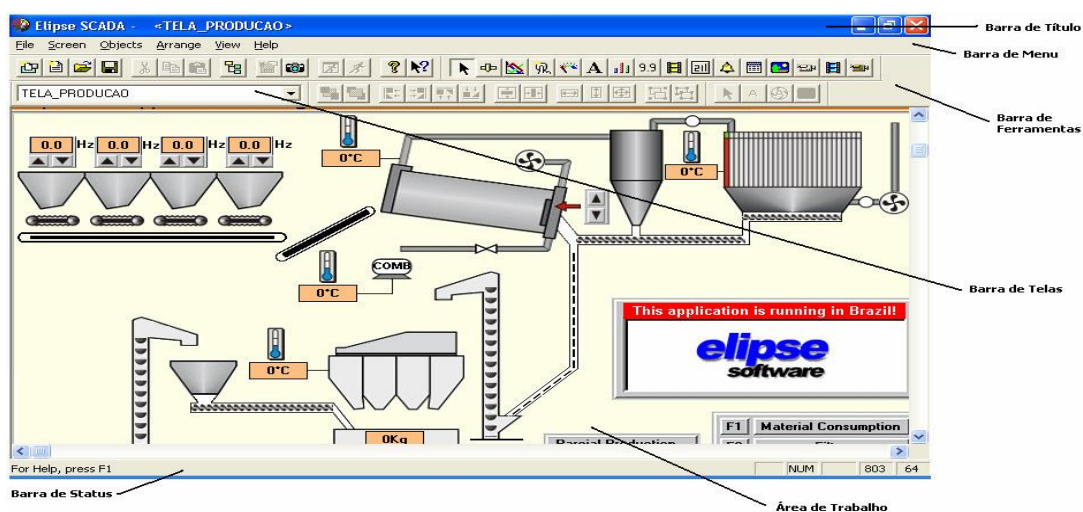 Elipse SCADA - «TELA_PRODUCAO»
Barra de Título
File Screen Objects Arrange View Help
Barra de Menu
9.9
TELA_PRODUCAO
Barra de
Ferramentas
0.0 Hz 0.0 Hz 0.0 Hz 0.0 Hz
0°C
0°C
COMB
0°C
Barra de Telas
This application is running in Brazil!
elipse
software
0°C
F1 Material Consumption
0Kg
For Help, press F1
NUM 803 64
Barra de Status
Área de Trabalho